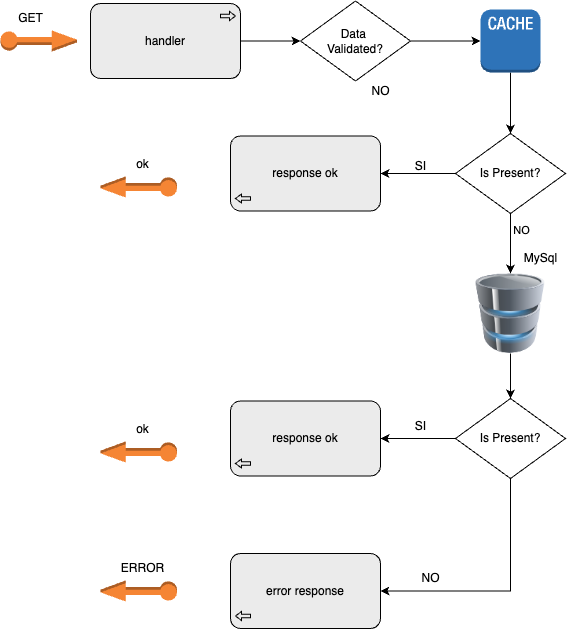 GET
handler
Data
Validated?
CACHE
NO
ok
response ok
SI
Is Present?
NO
MySql
ok
response ok
SI
Is Present?
ERROR
error response
NO